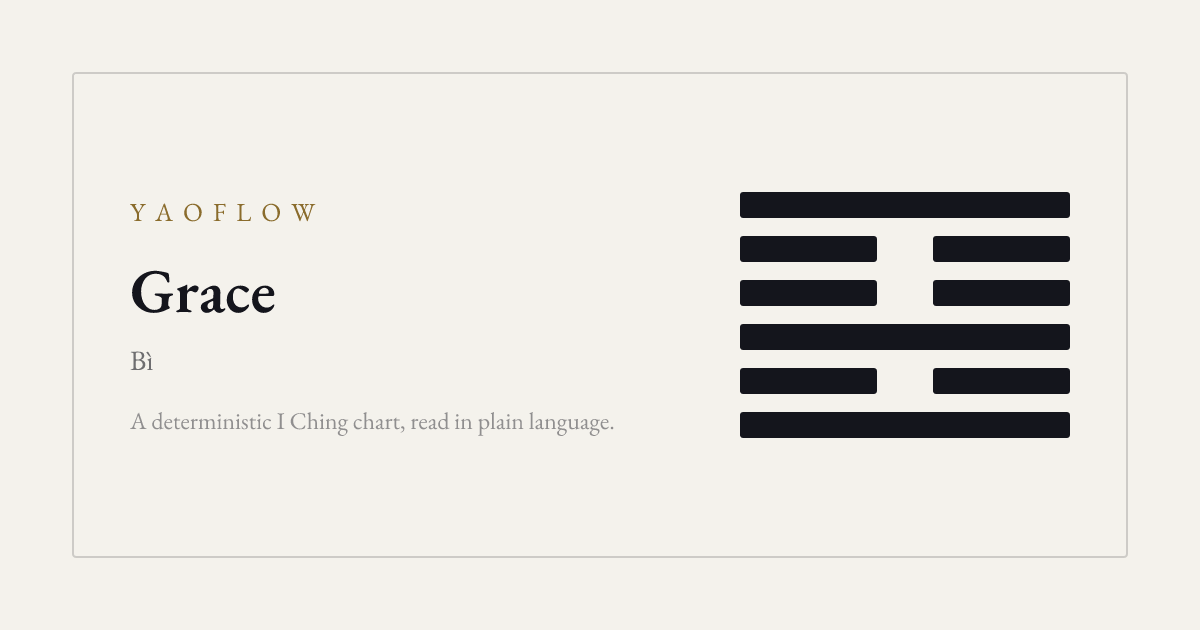 YAOFLOW
Grace
Bì
A deterministic I Ching chart, read in plain language.